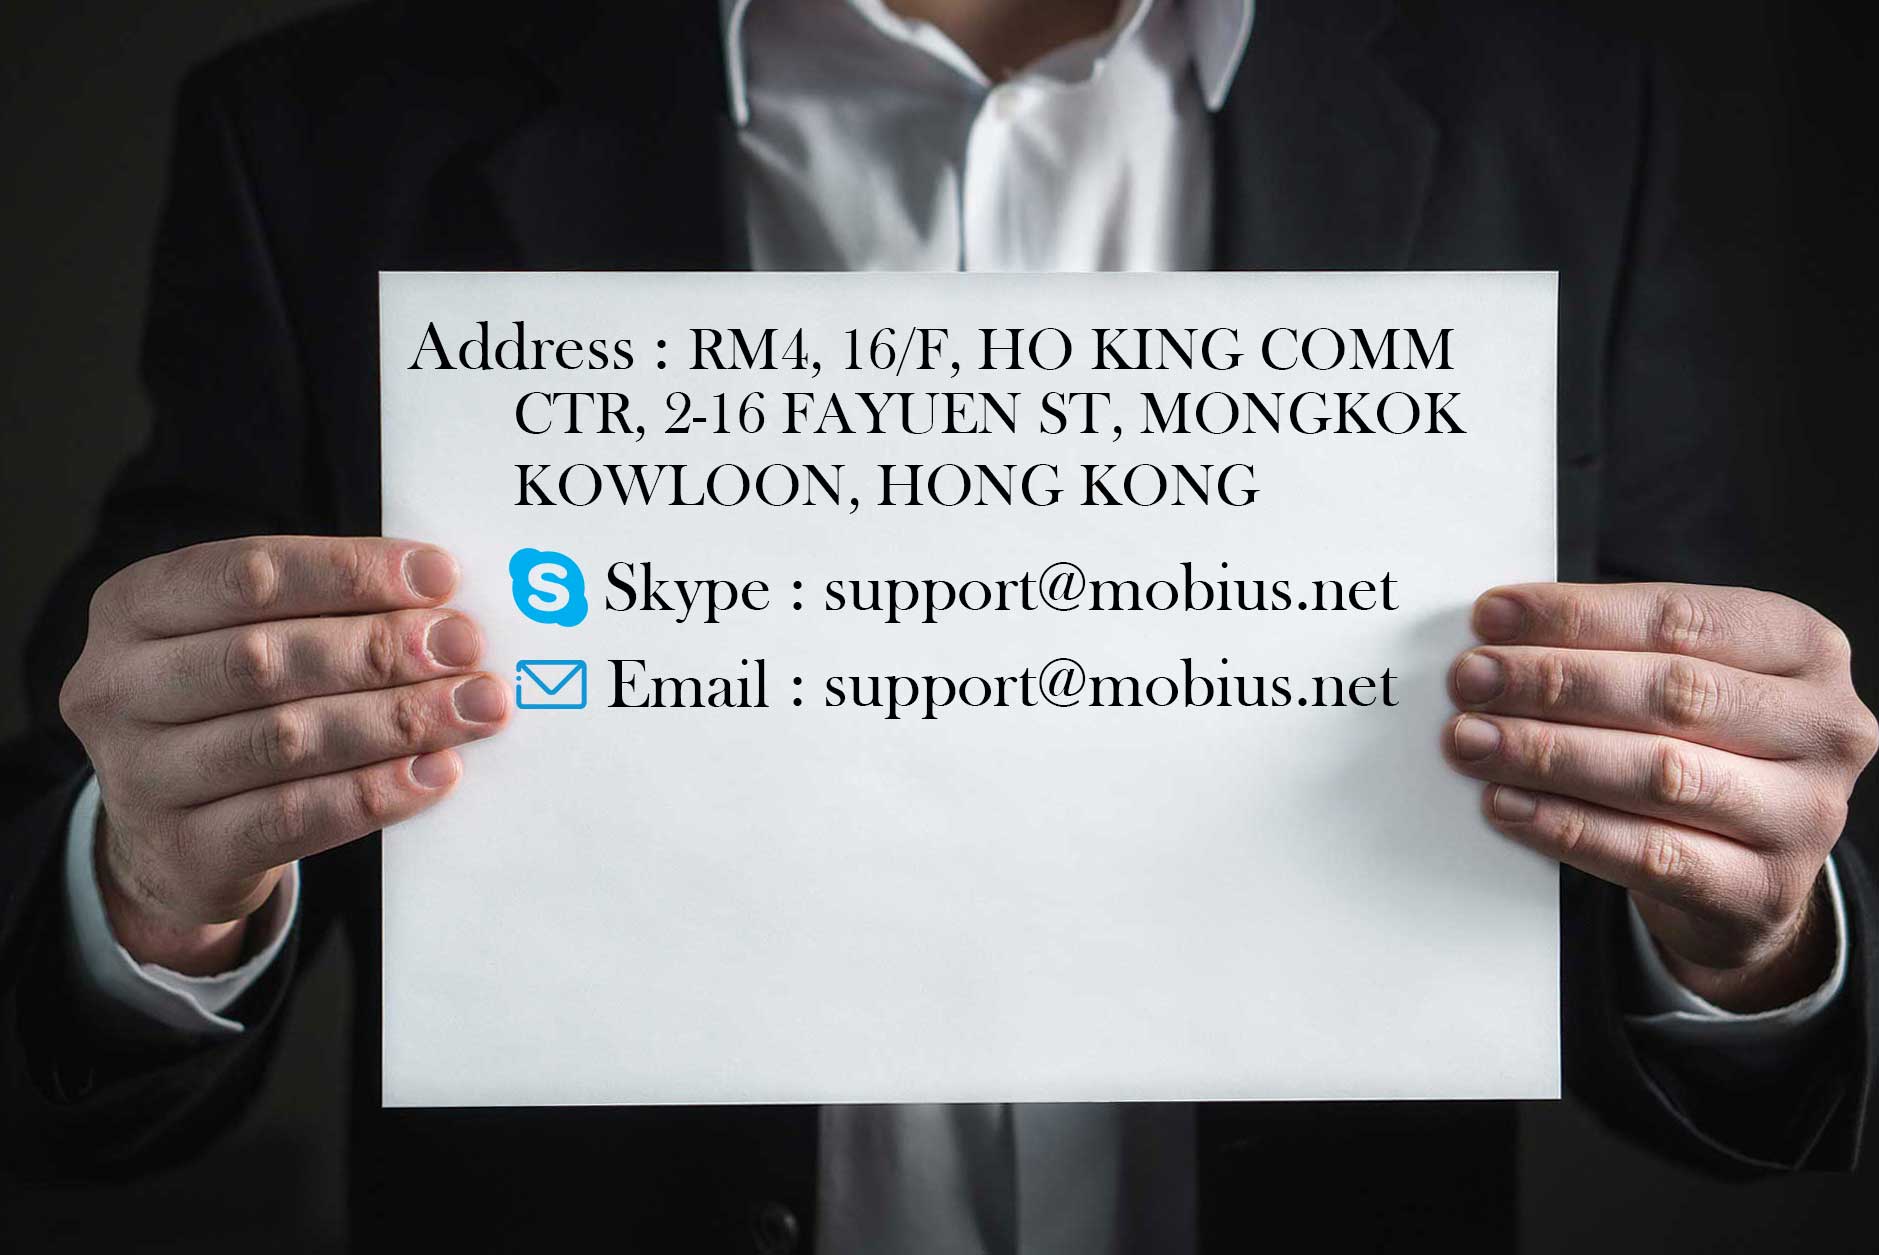 Address : RM4, 16/F, HO KING COMM
CTR, 2-16 FAYUEN ST, MONGKOK
KOWLOON, HONG KONG
Skype : support@mobius.net
Email : support@mobius.net